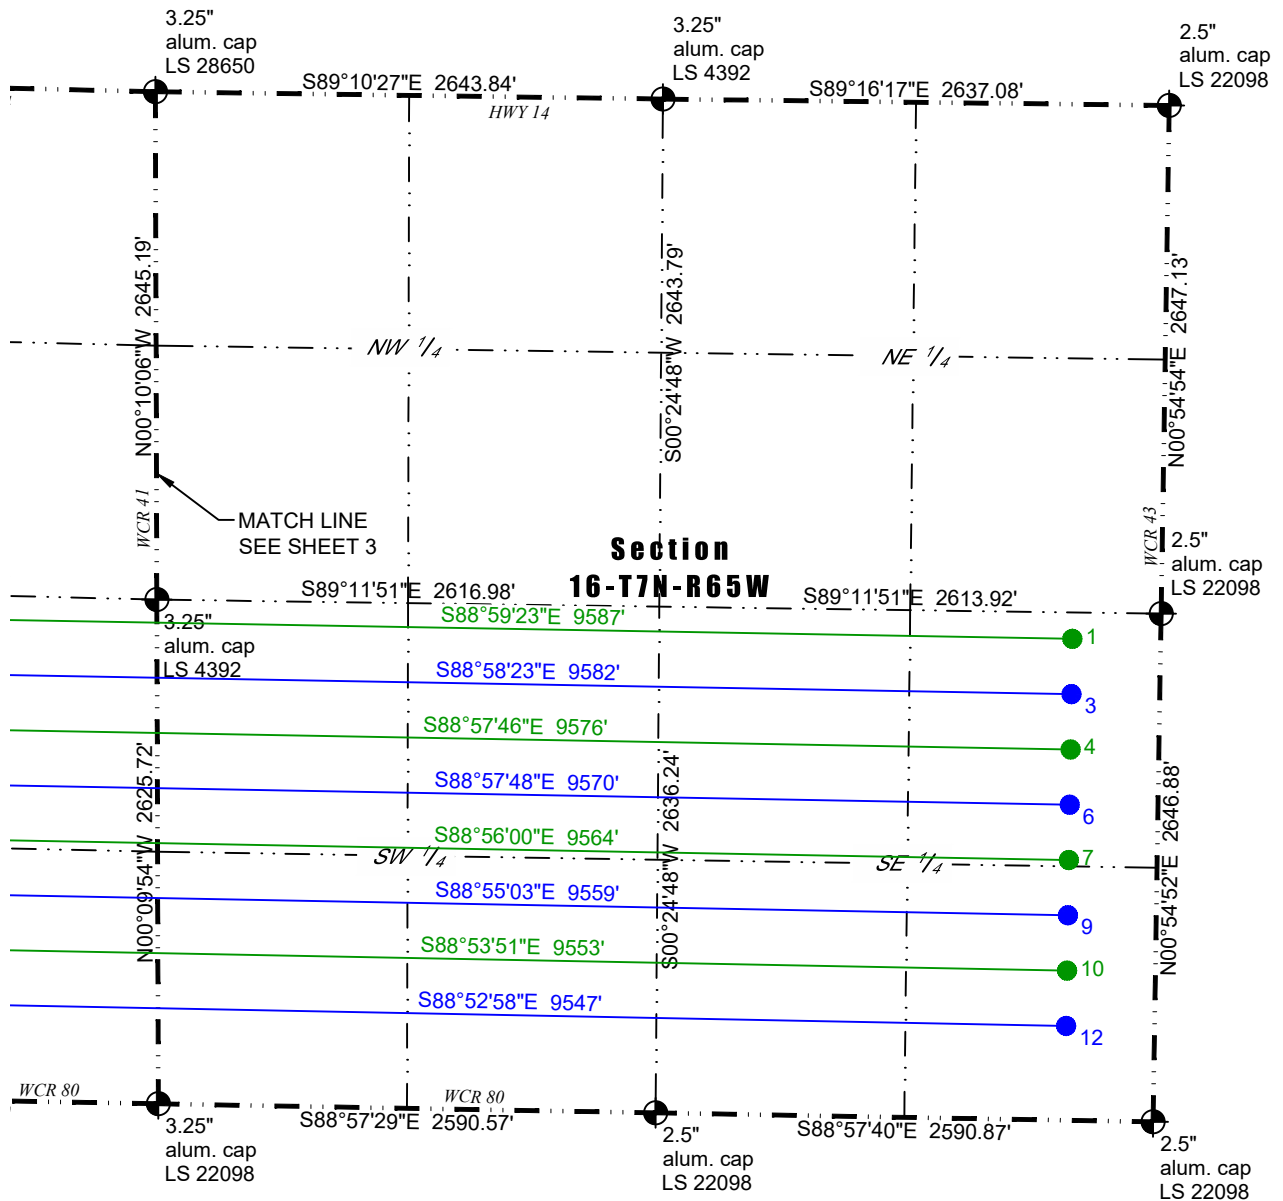 3.25"
alum. cap
LS 28650
3.25"
alum. cap
LS 4392
2.5"
alum. cap
LS 22098
S89°10'27"E 2643.84'
S89°16'17"E 2637.08'
HWY 14
N00°10'06"W 2645.19'
S00°24'48"W 2643.79'
N00°54'54"E 2647.13'
NW 1/4
NE 1/4
WCR 41
MATCH LINE
SEE SHEET 3
WCR 43
Section
16-T7N-R65W
2.5"
alum. cap
LS 22098
S89°11'51"E 2616.98'
S89°11'51"E 2613.92'
3.25"
alum. cap
LS 4392
S88°59'23"E 9587'
1
S88°58'23"E 9582'
3
S88°57'46"E 9576'
4
S88°57'48"E 9570'
6
S88°56'00"E 9564'
7
SW 1/4
SE 1/4
N00°09'54"W 2625.72'
S00°24'48"W 2636.24'
N00°54'52"E 2646.88'
S88°55'03"E 9559'
9
S88°53'51"E 9553'
10
S88°52'58"E 9547'
12
WCR 80
WCR 80
S88°57'29"E 2590.57'
S88°57'40"E 2590.87'
3.25"
alum. cap
LS 22098
2.5"
alum. cap
LS 22098
2.5"
alum. cap
LS 22098